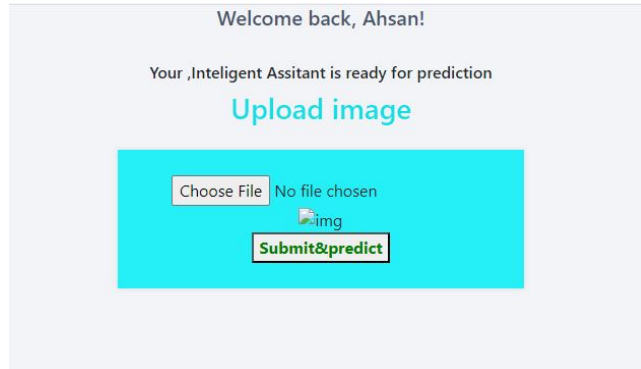 Welcome back, Ahsan!
Your ,Inteligent Assitant is ready for prediction
Upload image
Choose File No file chosen
img
Submit&predict